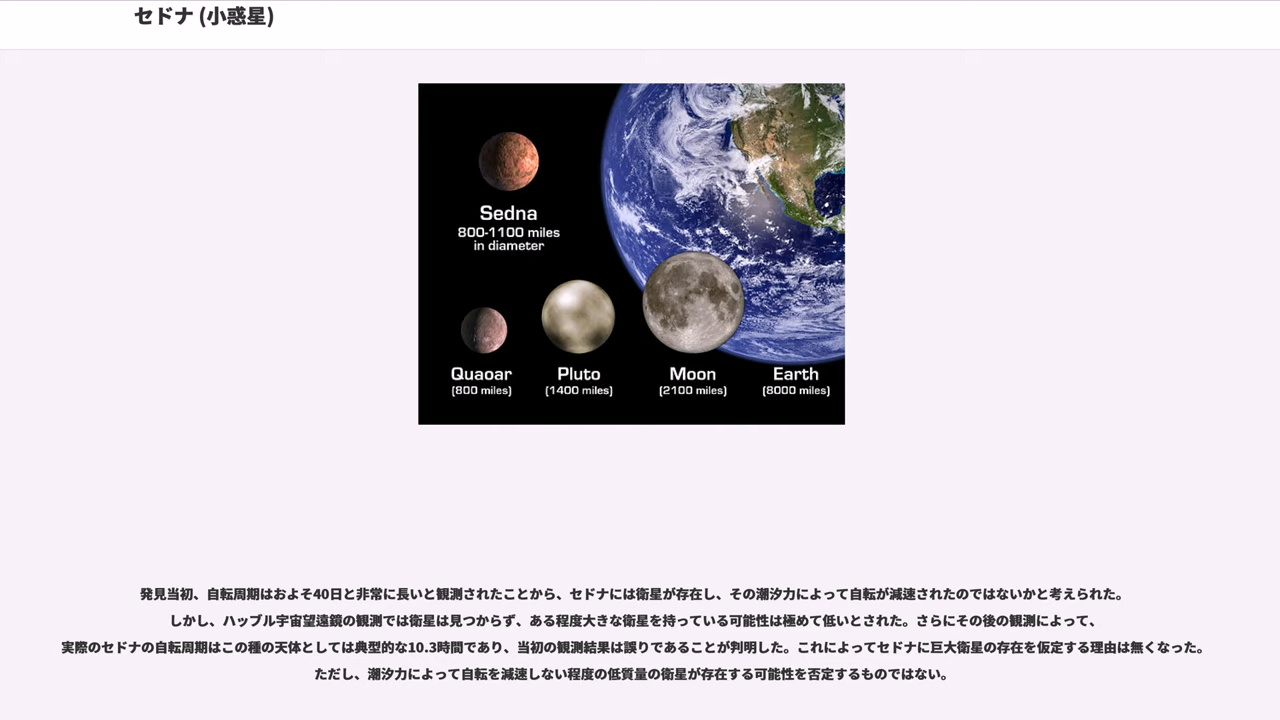 セドナ (小惑星)
Sedna
800-1100 miles
in diameter
Quaoar
(800 miles)
Pluto
(1400 miles)
Moon
(2100 miles)
Earth
(8000 miles)
発見当初、自転周期はおよそ40日と非常に長いと観測されたことから、セドナには衛星が存在し、その潮汐力によって自転が減速されたのではないかと考えられた。
しかし、ハッブル宇宙望遠鏡の観測では衛星は見つからず、ある程度大きな衛星を持っている可能性は極めて低いとされた。さらにその後の観測によって、
実際のセドナの自転周期はこの種の天体としては典型的な10.3時間であり、当初の観測結果は誤りであることが判明した。これによってセドナに巨大衛星の存在を仮定する理由は無くなった。
ただし、潮汐力によって自転を減速しない程度の低質量の衛星が存在する可能性を否定するものではない。